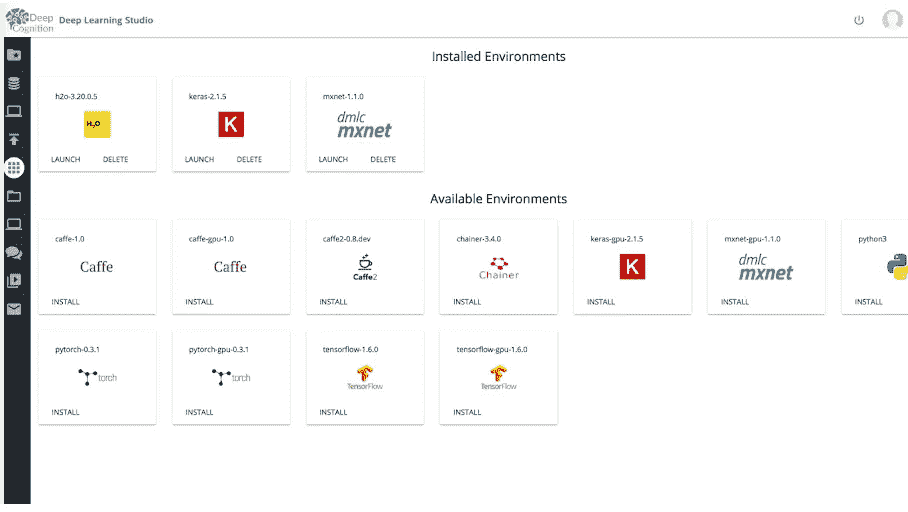 Deep Cognition Deep Learning Studio
Installed Environments
h2o-3.20.0.5 keras-2.1.5 mxnet-1.1.0
H2O K dmlc mxnet
LAUNCH DELETE LAUNCH DELETE LAUNCH DELETE
Available Environments
caffe-1.0 caffe-gpu-1.0 caffe2-0.8.dev chainer-3.4.0 keras-gpu-2.1.5 mxnet-gpu-1.1.0 python3
Caffe Caffe Caffe2 Chainer K dmlc mxnet
INSTALL INSTALL INSTALL INSTALL INSTALL INSTALL INSTALL
pytorch-0.3.1 pytorch-gpu-0.3.1 tensorflow-1.6.0 tensorflow-gpu-1.6.0
torch torch TensorFlow TensorFlow
INSTALL INSTALL INSTALL INSTALL